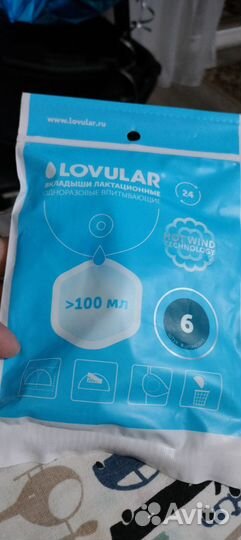 www.lovular.ru
LOVULAR®
ВКЛАДЫШИ ЛАКТАЦИОННЫЕ
ОДНОРАЗОВЫЕ ВПИТЫВАЮЩИЕ
24
HOT WIND
TECHNOLOGY
>100 мл
6
Avito